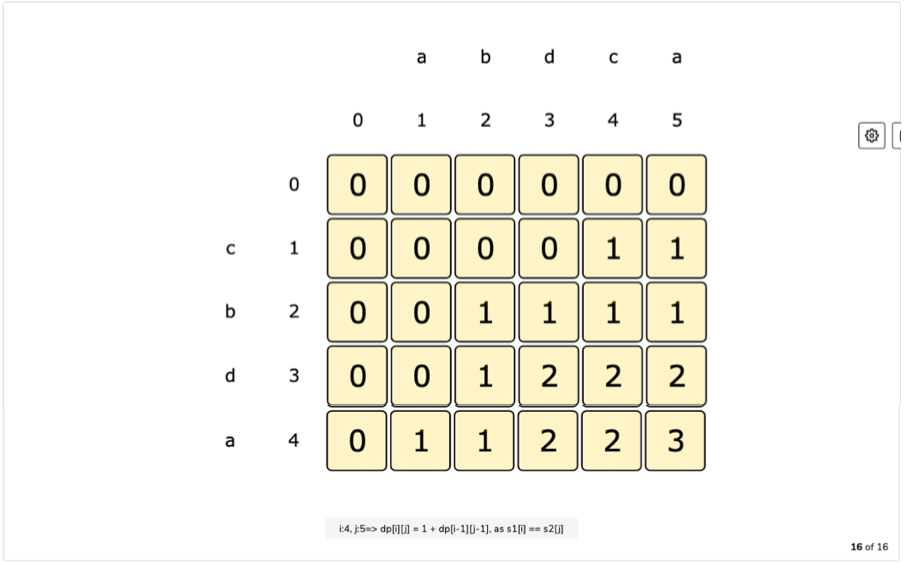 a b d c a
0 1 2 3 4 5
0 0 0 0 0 0 0
c 1 0 0 0 0 1 1
b 2 0 0 1 1 1 1
d 3 0 0 1 2 2 2
a 4 0 1 1 2 2 3
i:4, j:5=> dp[i][j] = 1 + dp[i-1][j-1], as s1[i] == s2[j]
16 of 16